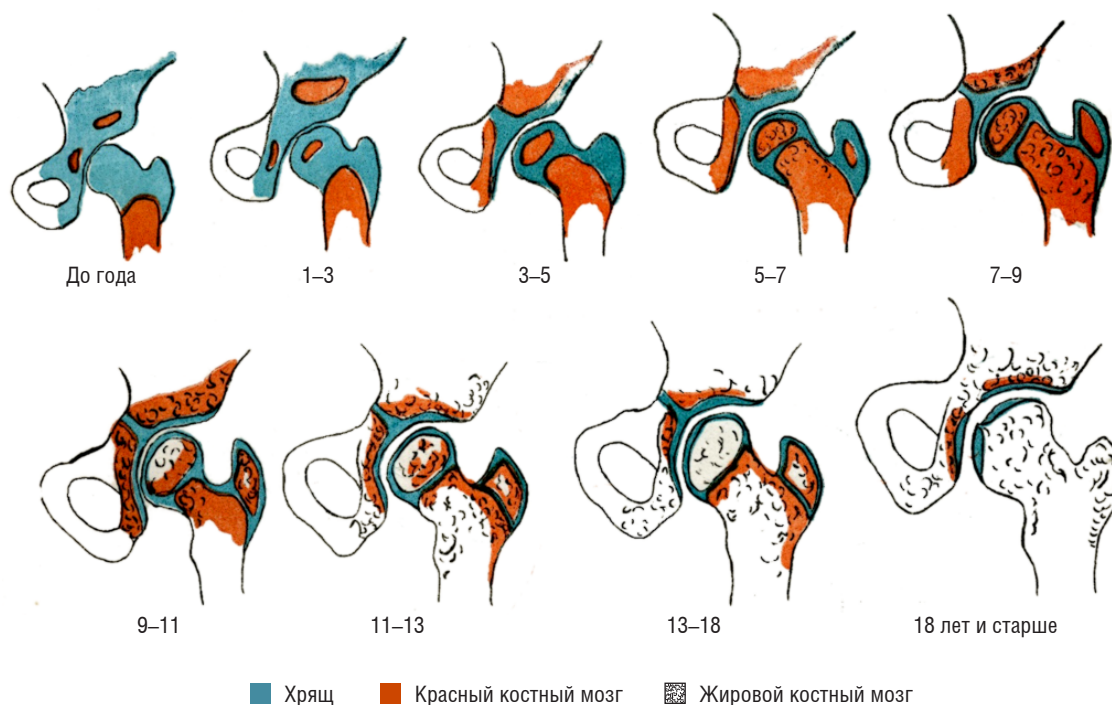 До года
1–3
3–5
5–7
7–9
9–11
11–13
13–18
18 лет и старше
Хрящ
Красный костный мозг
Жировой костный мозг